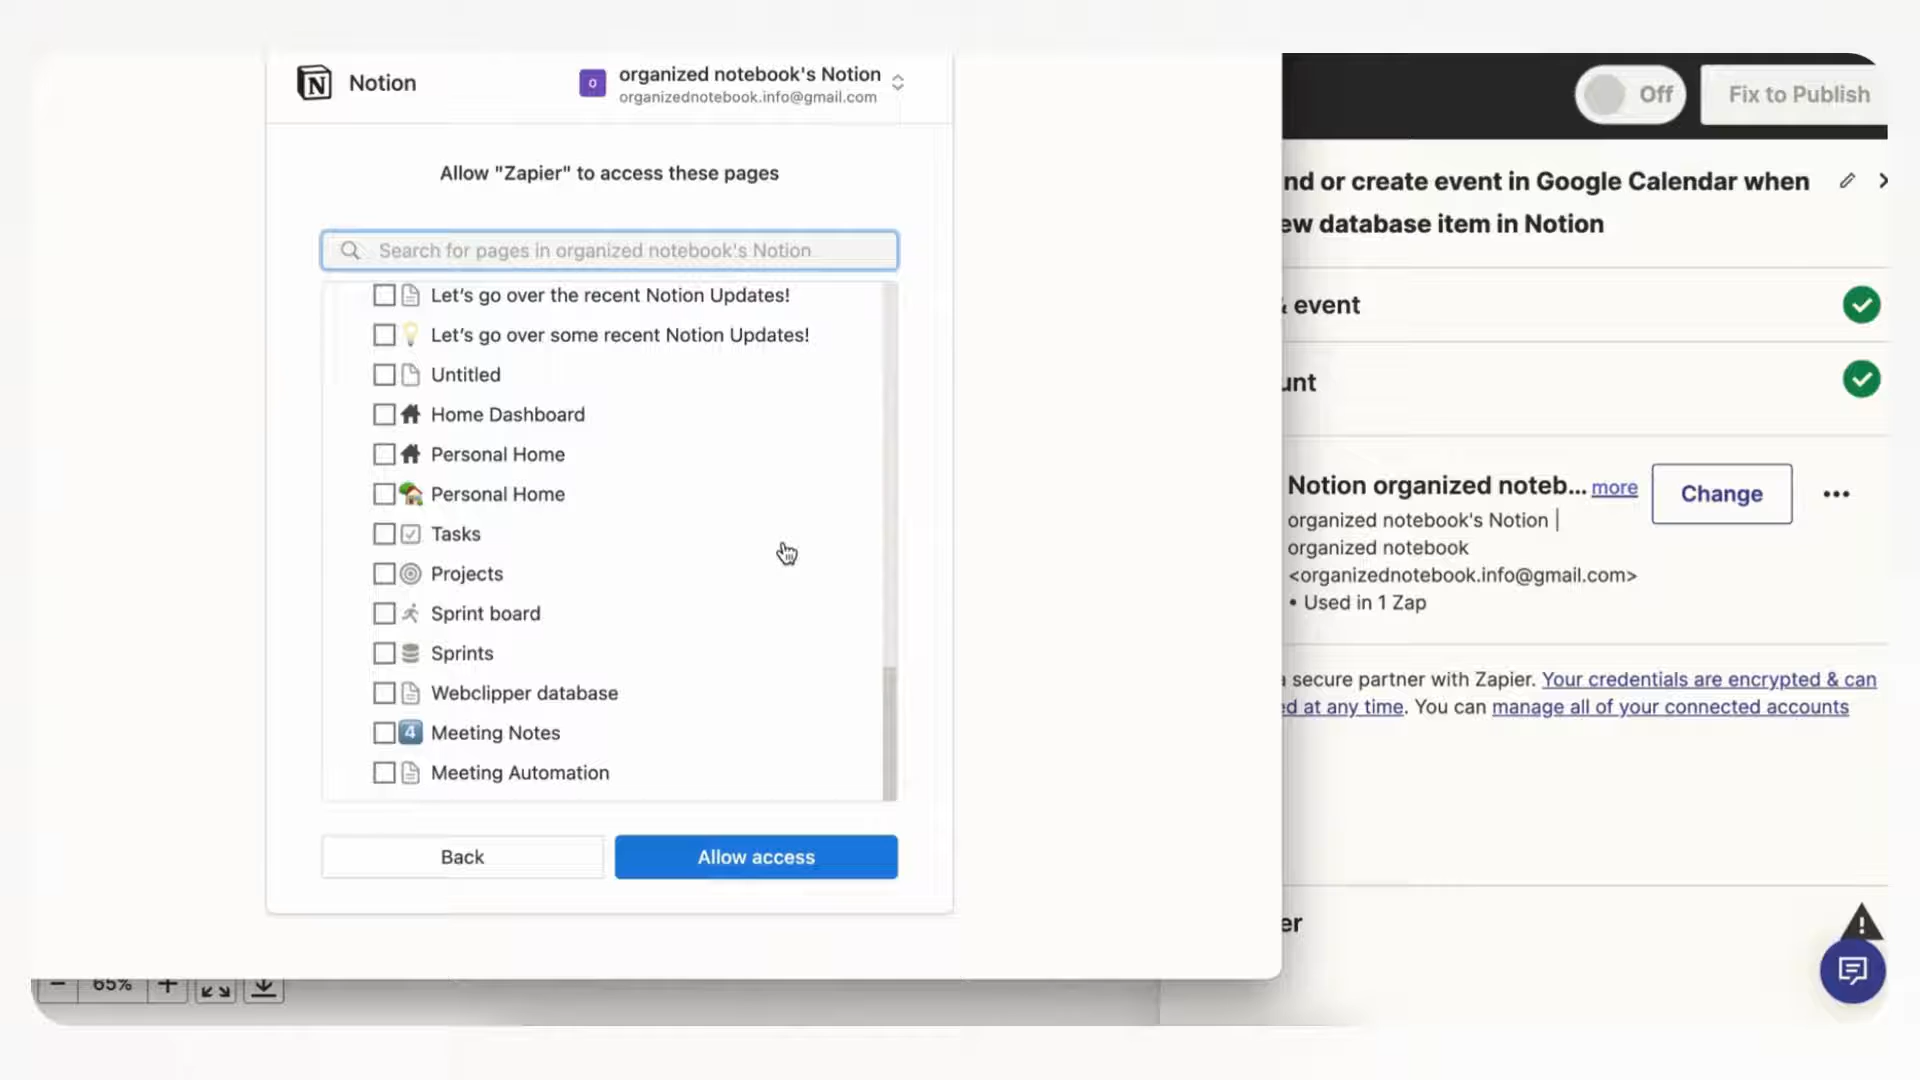 Notion
organized notebook's Notion
organizednotebook.info@gmail.com
Allow "Zapier" to access these pages
Search for pages in organized notebook's Notion
Let's go over the recent Notion Updates!
Let's go over some recent Notion Updates!
Untitled
Home Dashboard
Personal Home
Personal Home
Tasks
Projects
Sprint board
Sprints
Webclipper database
4 Meeting Notes
Meeting Automation
Back
Allow access
65%
Off
Fix to Publish
nd or create event in Google Calendar when
ew database item in Notion
& event
unt
Notion organized noteb... more
Change
organized notebook's Notion |
organized notebook
<organizednotebook.info@gmail.com>
• Used in 1 Zap
a secure partner with Zapier. Your credentials are encrypted & can
ed at any time. You can manage all of your connected accounts
er